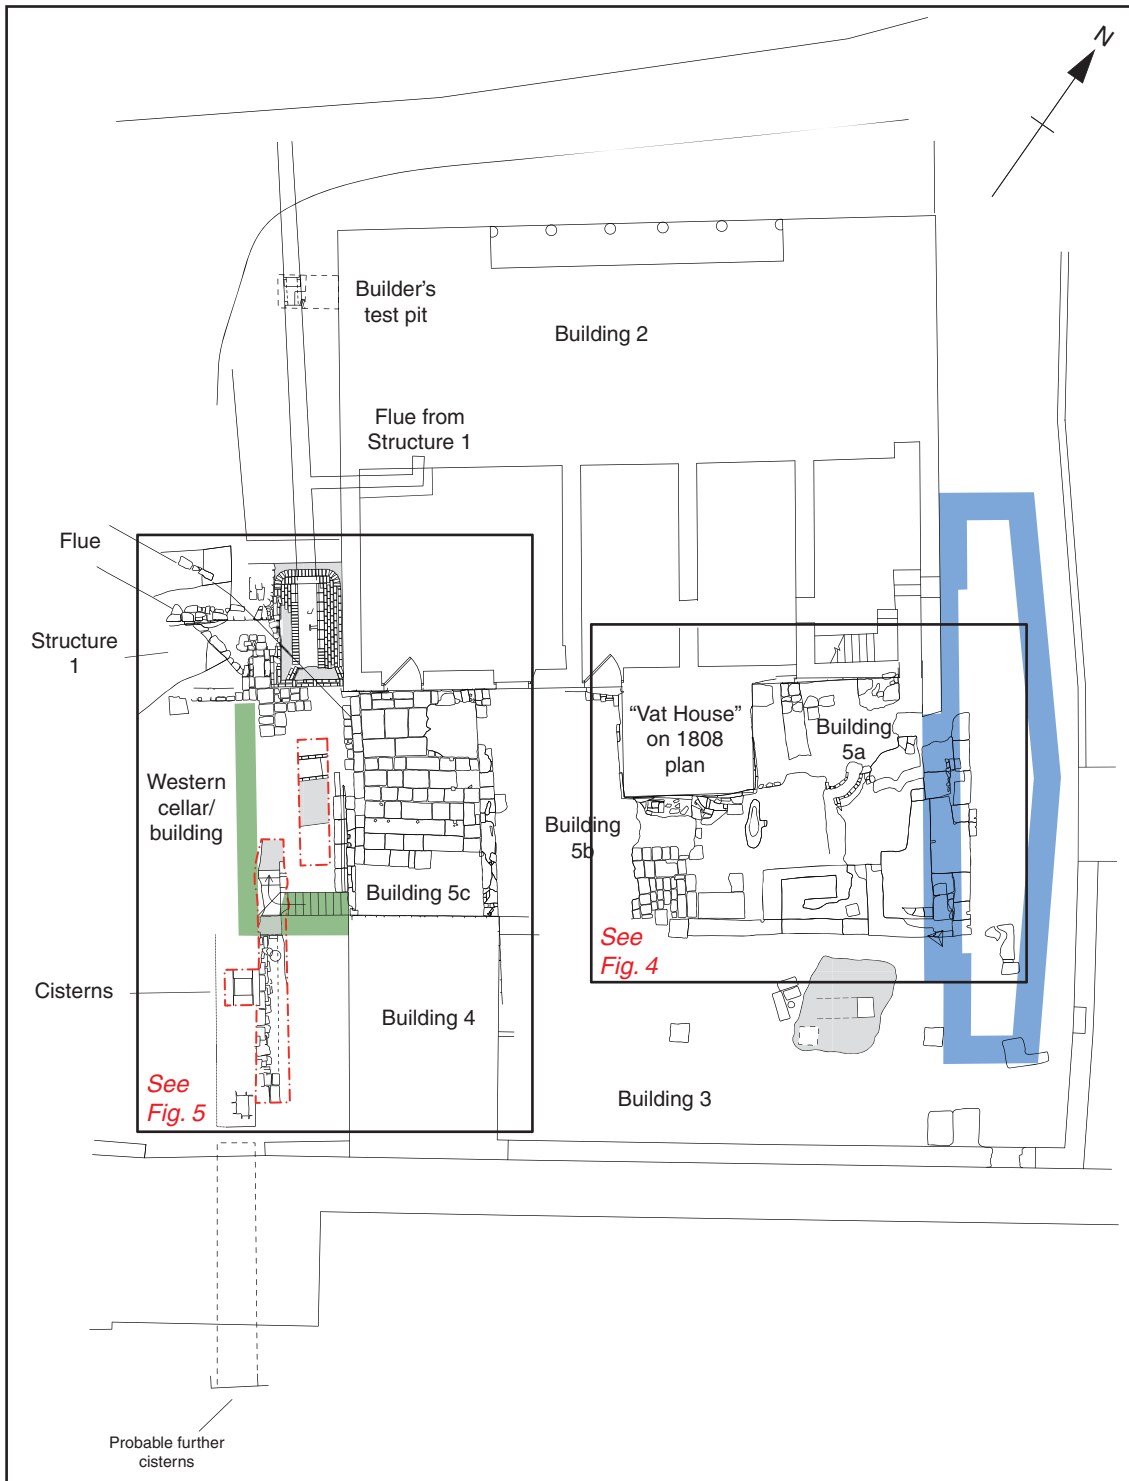 N
Builder's
test pit
Building 2
Flue from
Structure 1
Flue
Structure
1
"Vat House"
on 1808
plan
Building
5a
Western
cellar/
building
Building
5b
Building 5c
See
Fig. 4
Cisterns
Building 4
See
Fig. 5
Building 3
Probable further
cisterns